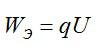 Wэ = qU